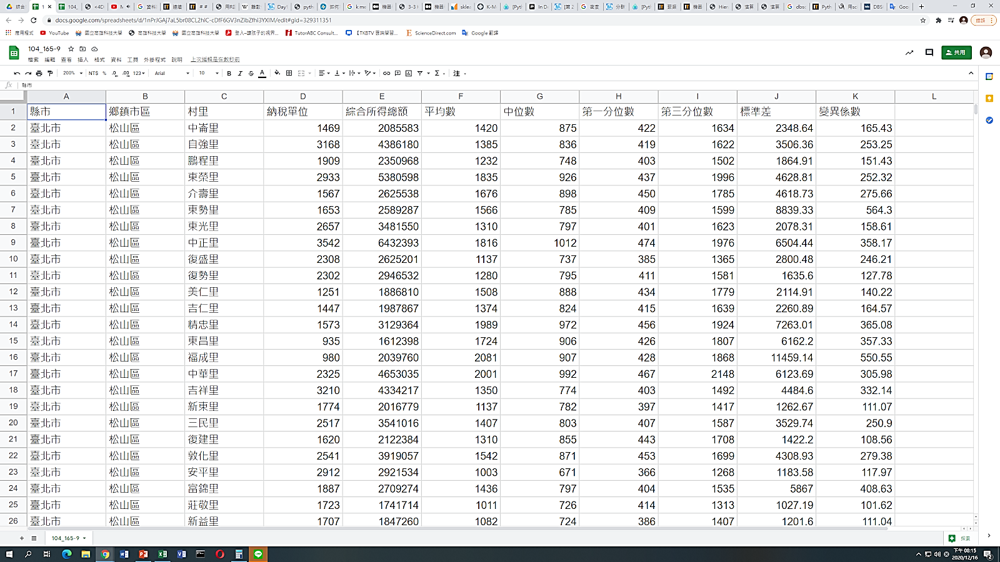 docs.google.com/spreadsheets/d/1nPrJGAj7aL5br08CL2hiC-cDfF6GV3nZibZfhi3YXIM/edit#gid=329311351
應用程式 YouTube 國立高雄科技大學 高雄科技大學 國立高雄科技大學 登入–讓孩子的視界... TutorABC Consult... 【TKBTV 雲端學習... ScienceDirect.com Google 翻譯
104_165-9
共用
檔案 編輯 查看 插入 格式 資料 工具 外掛程式 說明 上次編輯是在數秒前
200% NT$ % .0 .00 123 Arial 10 B I S A Σ 注
fx 縣市
A B C D E F G H I J K L
1 縣市 鄉鎮市區 村里 納稅單位 綜合所得總額 平均數 中位數 第一分位數 第三分位數 標準差 變異係數
2 臺北市 松山區 中崙里 1469 2085583 1420 875 422 1634 2348.64 165.43
3 臺北市 松山區 自強里 3168 4386180 1385 836 419 1622 3506.36 253.25
4 臺北市 松山區 鵬程里 1909 2350968 1232 748 403 1502 1864.91 151.43
5 臺北市 松山區 東榮里 2933 5380598 1835 926 437 1996 4628.81 252.32
6 臺北市 松山區 介壽里 1567 2625538 1676 898 450 1785 4618.73 275.66
7 臺北市 松山區 東勢里 1653 2589287 1566 785 409 1599 8839.33 564.3
8 臺北市 松山區 東光里 2657 3481550 1310 797 401 1623 2078.31 158.61
9 臺北市 松山區 中正里 3542 6432393 1816 1012 474 1976 6504.44 358.17
10 臺北市 松山區 復盛里 2308 2625201 1137 737 385 1365 2800.48 246.21
11 臺北市 松山區 復勢里 2302 2946532 1280 795 411 1581 1635.6 127.78
12 臺北市 松山區 美仁里 1251 1886810 1508 888 434 1779 2114.91 140.22
13 臺北市 松山區 吉仁里 1447 1987867 1374 824 415 1639 2260.89 164.57
14 臺北市 松山區 精忠里 1573 3129364 1989 972 456 1924 7263.01 365.08
15 臺北市 松山區 東昌里 935 1612398 1724 906 426 1807 6162.2 357.33
16 臺北市 松山區 福成里 980 2039760 2081 907 428 1868 11459.14 550.55
17 臺北市 松山區 中華里 2325 4653035 2001 992 467 2148 6123.69 305.98
18 臺北市 松山區 吉祥里 3210 4334217 1350 774 403 1492 4484.6 332.14
19 臺北市 松山區 新東里 1774 2016779 1137 782 397 1417 1262.67 111.07
20 臺北市 松山區 三民里 2517 3541016 1407 803 407 1587 3529.74 250.9
21 臺北市 松山區 復建里 1620 2122384 1310 855 443 1708 1422.2 108.56
22 臺北市 松山區 敦化里 2541 3919057 1542 871 453 1699 4308.93 279.38
23 臺北市 松山區 安平里 2912 2921534 1003 671 366 1268 1183.58 117.97
24 臺北市 松山區 富錦里 1887 2709274 1436 797 404 1535 5867 408.63
25 臺北市 松山區 莊敬里 1723 1741714 1011 726 414 1313 1027.19 101.62
26 臺北市 松山區 新益里 1707 1847260 1082 724 386 1407 1201.6 111.04
104_165-9
探索
下午 08:15
2020/12/16